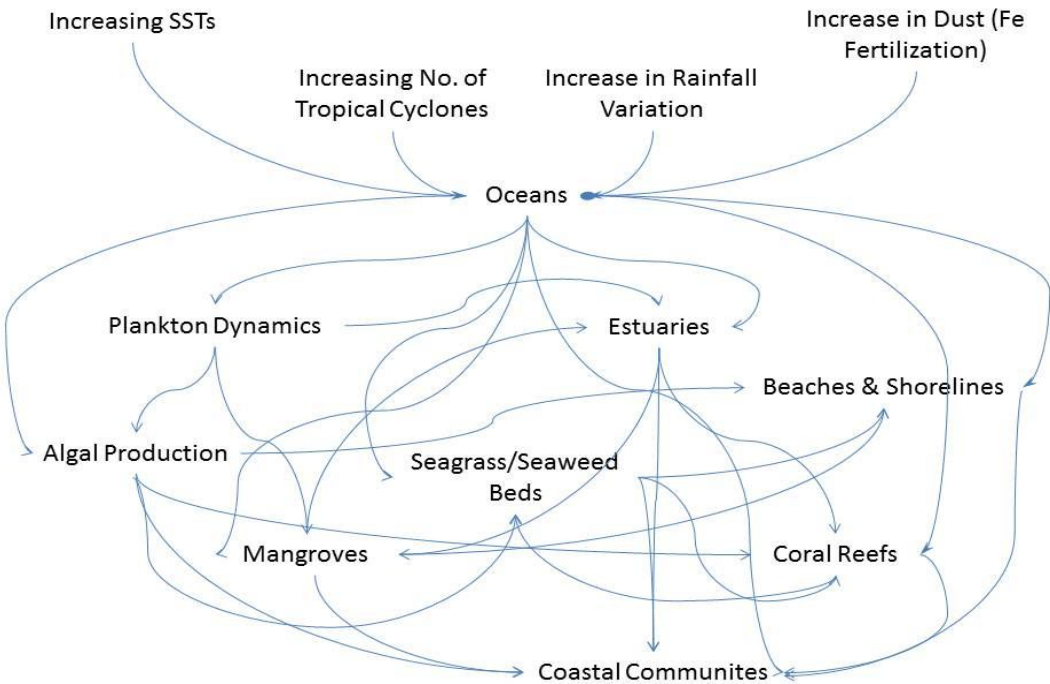 Increasing SSTs
Increase in Dust (Fe
Fertilization)
Increasing No. of
Tropical Cyclones
Increase in Rainfall
Variation
Oceans
Plankton Dynamics
Estuaries
Beaches & Shorelines
Algal Production
Seagrass/Seaweed
Beds
Mangroves
Coral Reefs
Coastal Communites